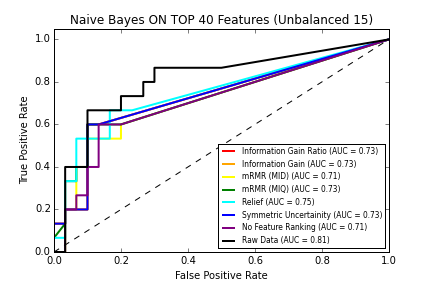 Naive Bayes ON TOP 40 Features (Unbalanced 15)
True Positive Rate
1.0
0.8
0.6
0.4
0.2
0.0
Information Gain Ratio (AUC = 0.73)
Information Gain (AUC = 0.73)
mRMR (MID) (AUC = 0.71)
mRMR (MIQ) (AUC = 0.73)
Relief (AUC = 0.75)
Symmetric Uncertainity (AUC = 0.73)
No Feature Ranking (AUC = 0.71)
Raw Data (AUC = 0.81)
0.0 0.2 0.4 0.6 0.8 1.0
False Positive Rate